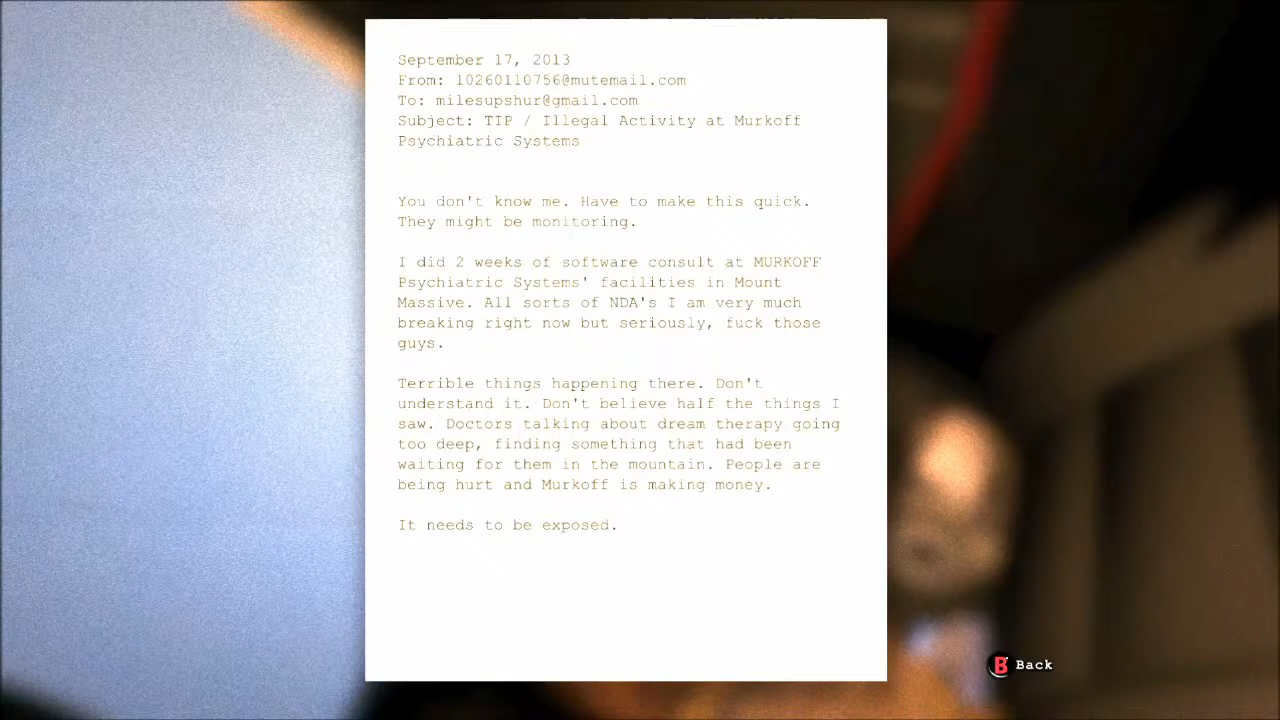 September 17, 2013
From: 10260110756@mutemail.com
To: milesupshur@gmail.com
Subject: TIP / Illegal Activity at Murkoff
Psychiatric Systems
You don't know me. Have to make this quick.
They might be monitoring.
I did 2 weeks of software consult at MURKOFF
Psychiatric Systems' facilities in Mount
Massive. All sorts of NDA's I am very much
breaking right now but seriously, fuck those
guys.
Terrible things happening there. Don't
understand it. Don't believe half the things I
saw. Doctors talking about dream therapy going
too deep, finding something that had been
waiting for them in the mountain. People are
being hurt and Murkoff is making money.
It needs to be exposed.
B Back